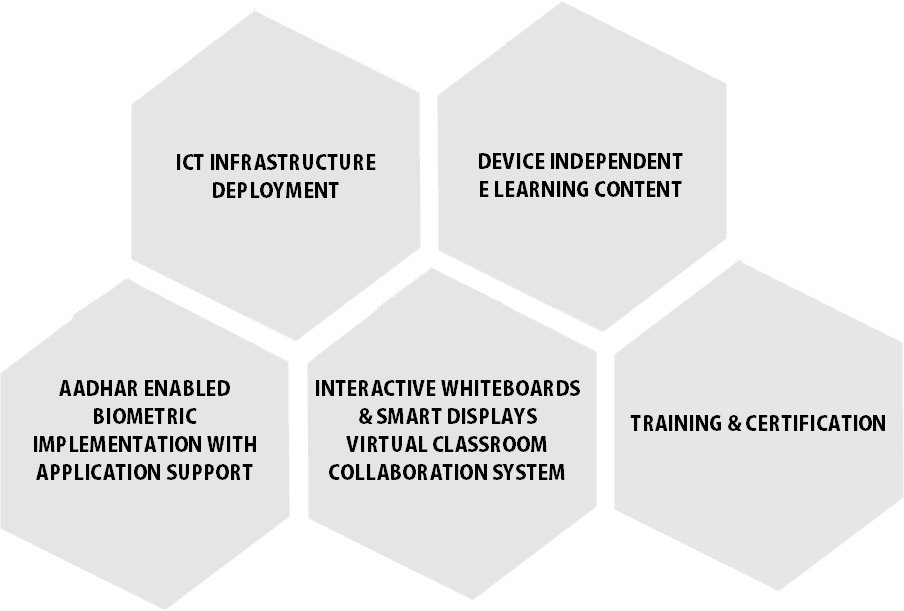 ICT INFRASTRUCTURE
DEPLOYMENT
DEVICE INDEPENDENT
E LEARNING CONTENT
AADHAR ENABLED
BIOMETRIC
IMPLEMENTATION WITH
APPLICATION SUPPORT
INTERACTIVE WHITEBOARDS
& SMART DISPLAYS
VIRTUAL CLASSROOM
COLLABORATION SYSTEM
TRAINING & CERTIFICATION